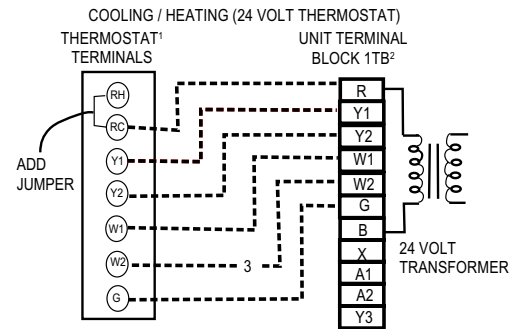 COOLING / HEATING (24 VOLT THERMOSTAT)
THERMOSTAT¹
TERMINALS
UNIT TERMINAL
BLOCK 1TB²
RH
RC
Y1
Y2
W1
W2
G
ADD
JUMPER
3
R
Y1
Y2
W1
W2
G
B
X
A1
A2
Y3
24 VOLT
TRANSFORMER